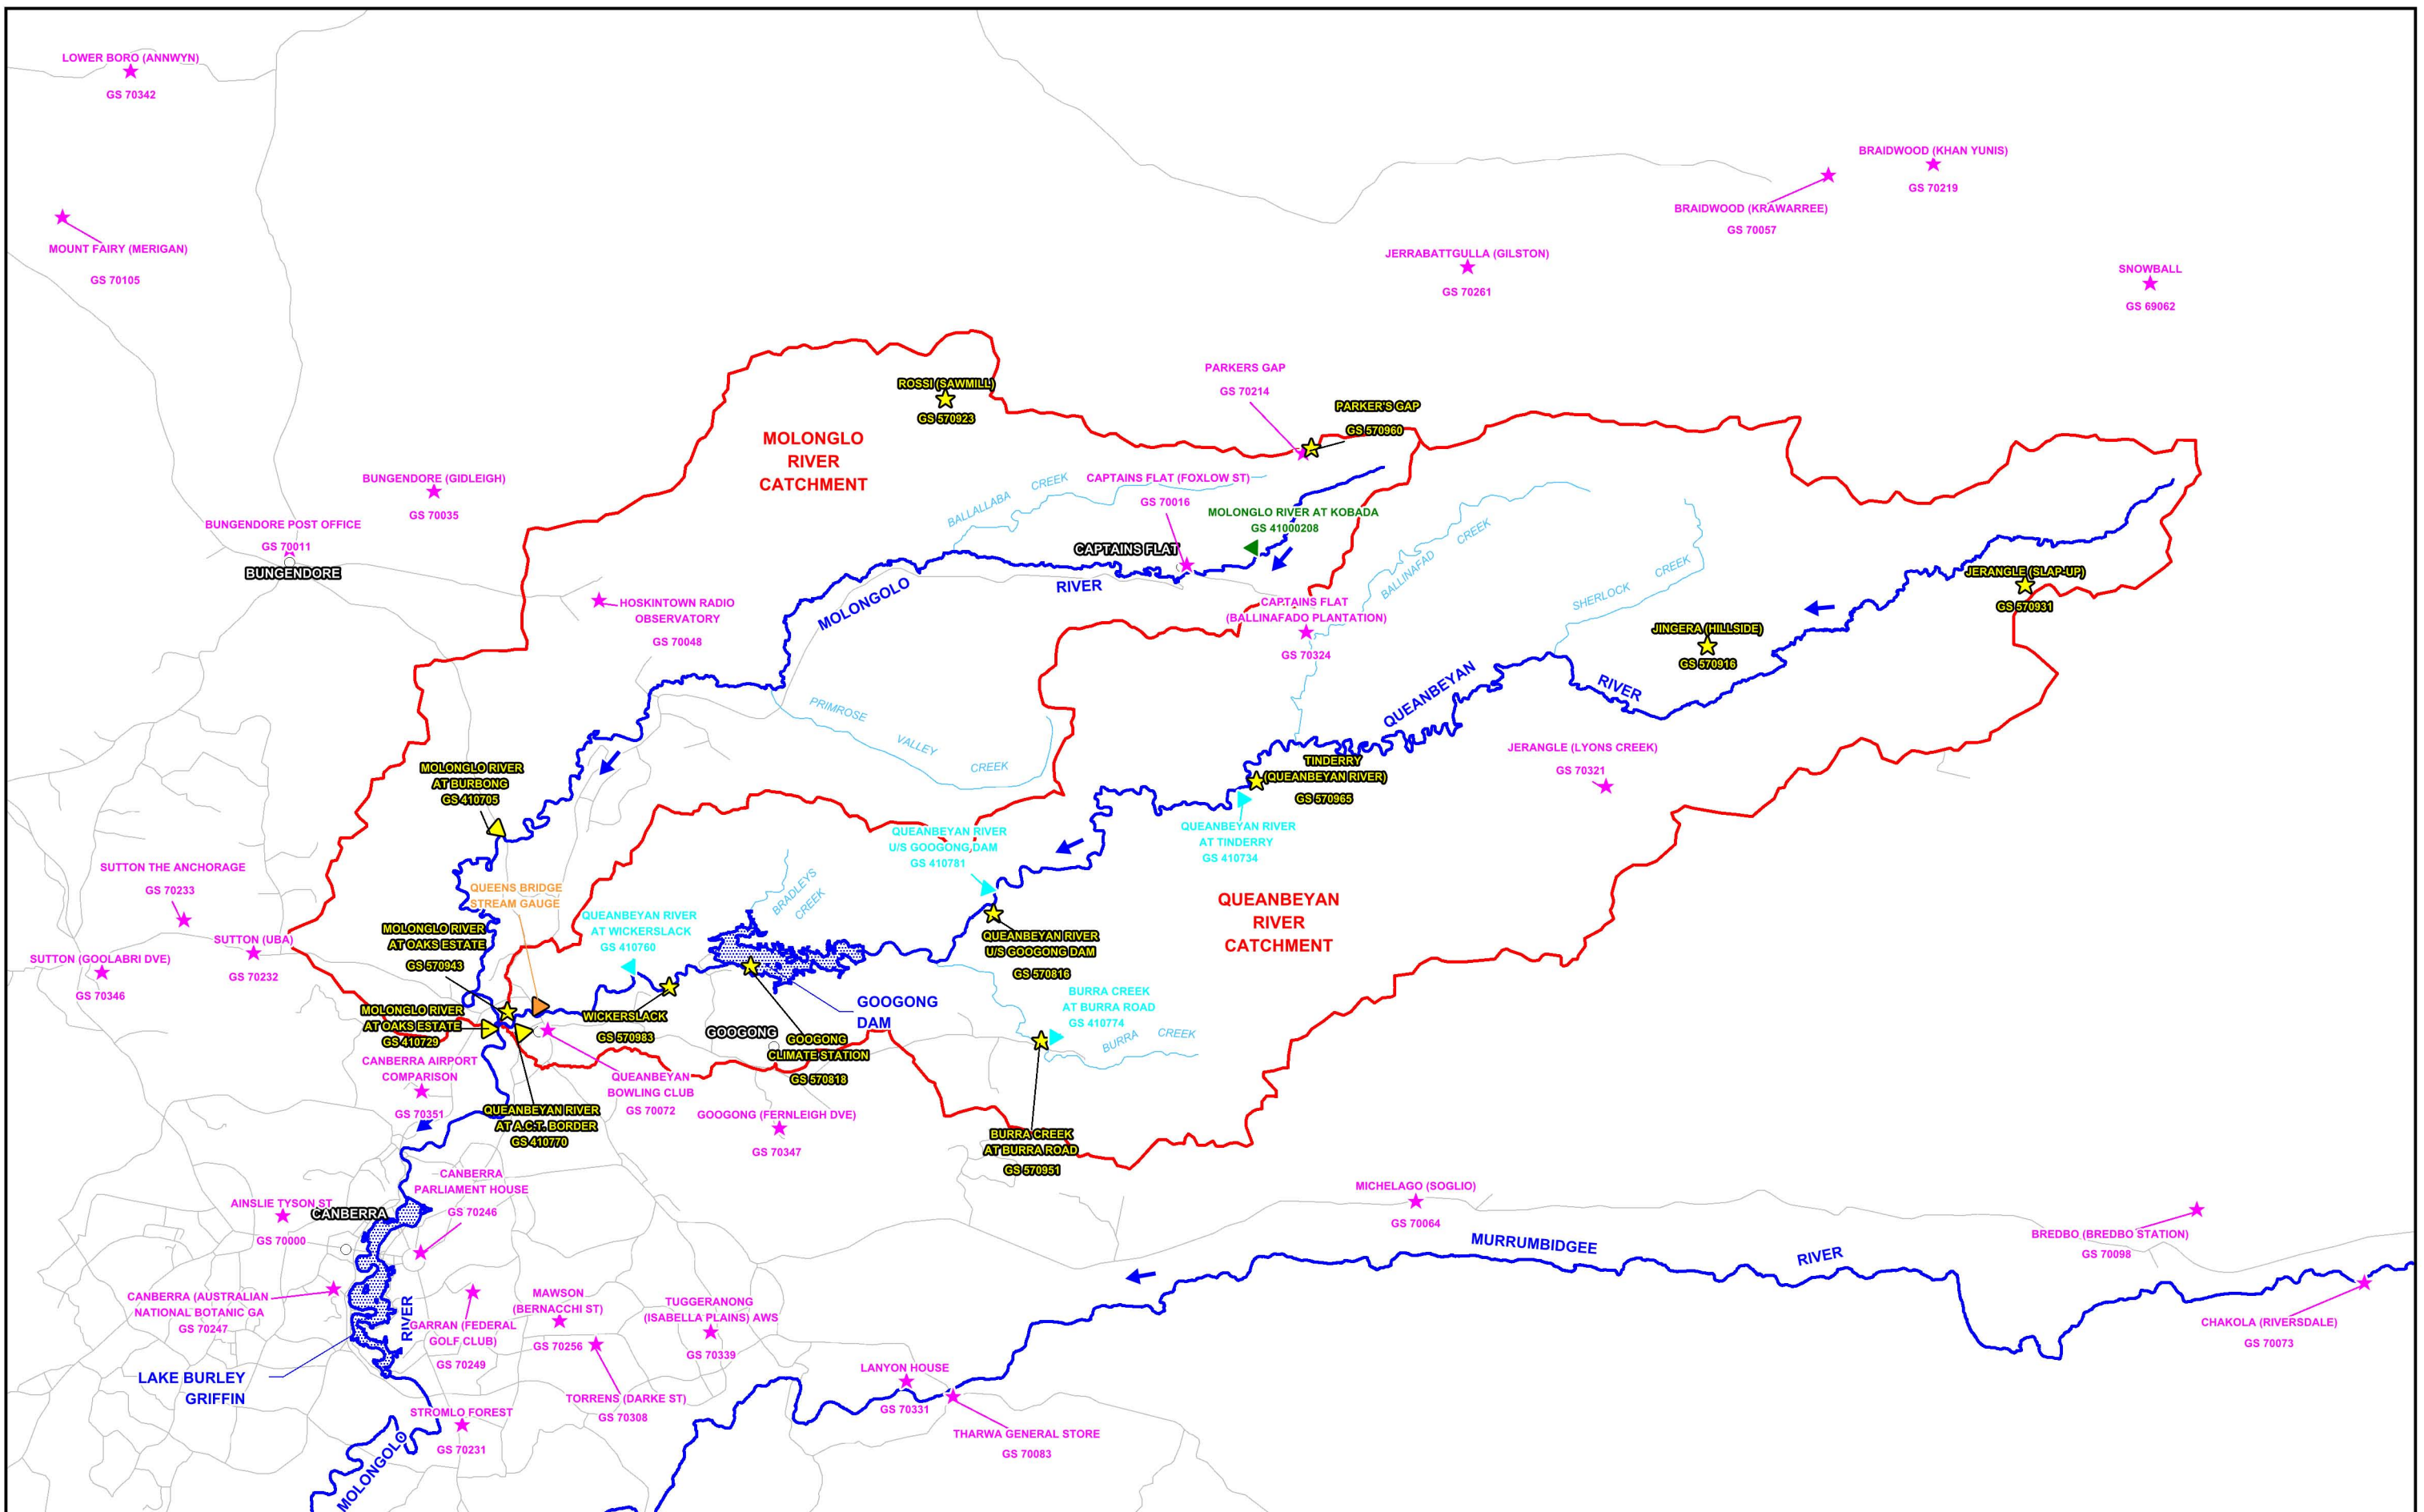 LOWER BORO (ANNWYN)
GS 70342
MOUNT FAIRY (MERIGAN)
GS 70105
BRAIDWOOD (KHAN YUNIS)
GS 70219
BRAIDWOOD (KRAWARREE)
GS 70057
JERRABATTGULLA (GILSTON)
GS 70261
SNOWBALL
GS 69062
PARKERS GAP
GS 70214
ROSSI (SAWMILL)
GS 570923
PARKER'S GAP
GS 570960
MOLONGLO
RIVER
CATCHMENT
BUNGENDORE (GIDLEIGH)
GS 70035
BUNGENDORE POST OFFICE
GS 70011
BUNGENDORE
BALLALLABA CREEK
CAPTAINS FLAT (FOXLOW ST)
GS 70016
MOLONGLO RIVER AT KOBADA
GS 41000208
CAPTAINS FLAT
MOLONGOLO
RIVER
BALLINAFAD CREEK
SHERLOCK CREEK
JERANGLE (SLAP-UP)
GS 570931
HOSKINTOWN RADIO
OBSERVATORY
GS 70048
CAPTAINS FLAT
(BALLINAFADO PLANTATION)
GS 70324
JINGERA (HILLSIDE)
GS 570916
QUEANBEYAN
RIVER
PRIMROSE
VALLEY
CREEK
JERANGLE (LYONS CREEK)
GS 70321
MOLONGLO RIVER
AT BURBONG
GS 410705
TINDERRY
(QUEANBEYAN RIVER)
GS 570965
QUEANBEYAN RIVER
AT TINDERRY
GS 410734
QUEANBEYAN RIVER
U/S GOOGONG DAM
GS 410781
SUTTON THE ANCHORAGE
GS 70233
QUEENS BRIDGE
STREAM GAUGE
BRADLEYS
CREEK
QUEANBEYAN
RIVER
CATCHMENT
QUEANBEYAN RIVER
AT WICKERSLACK
GS 410760
MOLONGLO RIVER
AT OAKS ESTATE
GS 570943
SUTTON (UBA)
GS 70232
SUTTON (GOOLABRI DVE)
GS 70346
QUEANBEYAN RIVER
U/S GOOGONG DAM
GS 570816
GOOGONG
DAM
BURRA CREEK
AT BURRA ROAD
GS 410774
BURRA CREEK
MOLONGLO RIVER
AT OAKS ESTATE
GS 410729
WICKERSLACK
GS 570983
GOOGONG
GOOGONG
CLIMATE STATION
GS 570818
CANBERRA AIRPORT
COMPARISON
GS 70351
QUEANBEYAN
BOWLING CLUB
GS 70072
QUEANBEYAN RIVER
AT A.C.T. BORDER
GS 410770
GOOGONG (FERNLEIGH DVE)
GS 70347
BURRA CREEK
AT BURRA ROAD
GS 570951
CANBERRA
PARLIAMENT HOUSE
GS 70246
AINSLIE TYSON ST
GS 70000
CANBERRA
MICHELAGO (SOGLIO)
GS 70064
MURRUMBIDGEE
RIVER
BREDBO (BREDBO STATION)
GS 70098
CHAKOLA (RIVERSDALE)
GS 70073
CANBERRA (AUSTRALIAN
NATIONAL BOTANIC GA
GS 70247
RIVER
GARRAN (FEDERAL
GOLF CLUB)
GS 70249
MAWSON
(BERNACCHI ST)
GS 70256
TUGGERANONG
(ISABELLA PLAINS) AWS
GS 70339
LAKE BURLEY
GRIFFIN
TORRENS (DARKE ST)
GS 70308
LANYON HOUSE
GS 70331
THARWA GENERAL STORE
GS 70083
STROMLO FOREST
GS 70231
MOLONGOLO